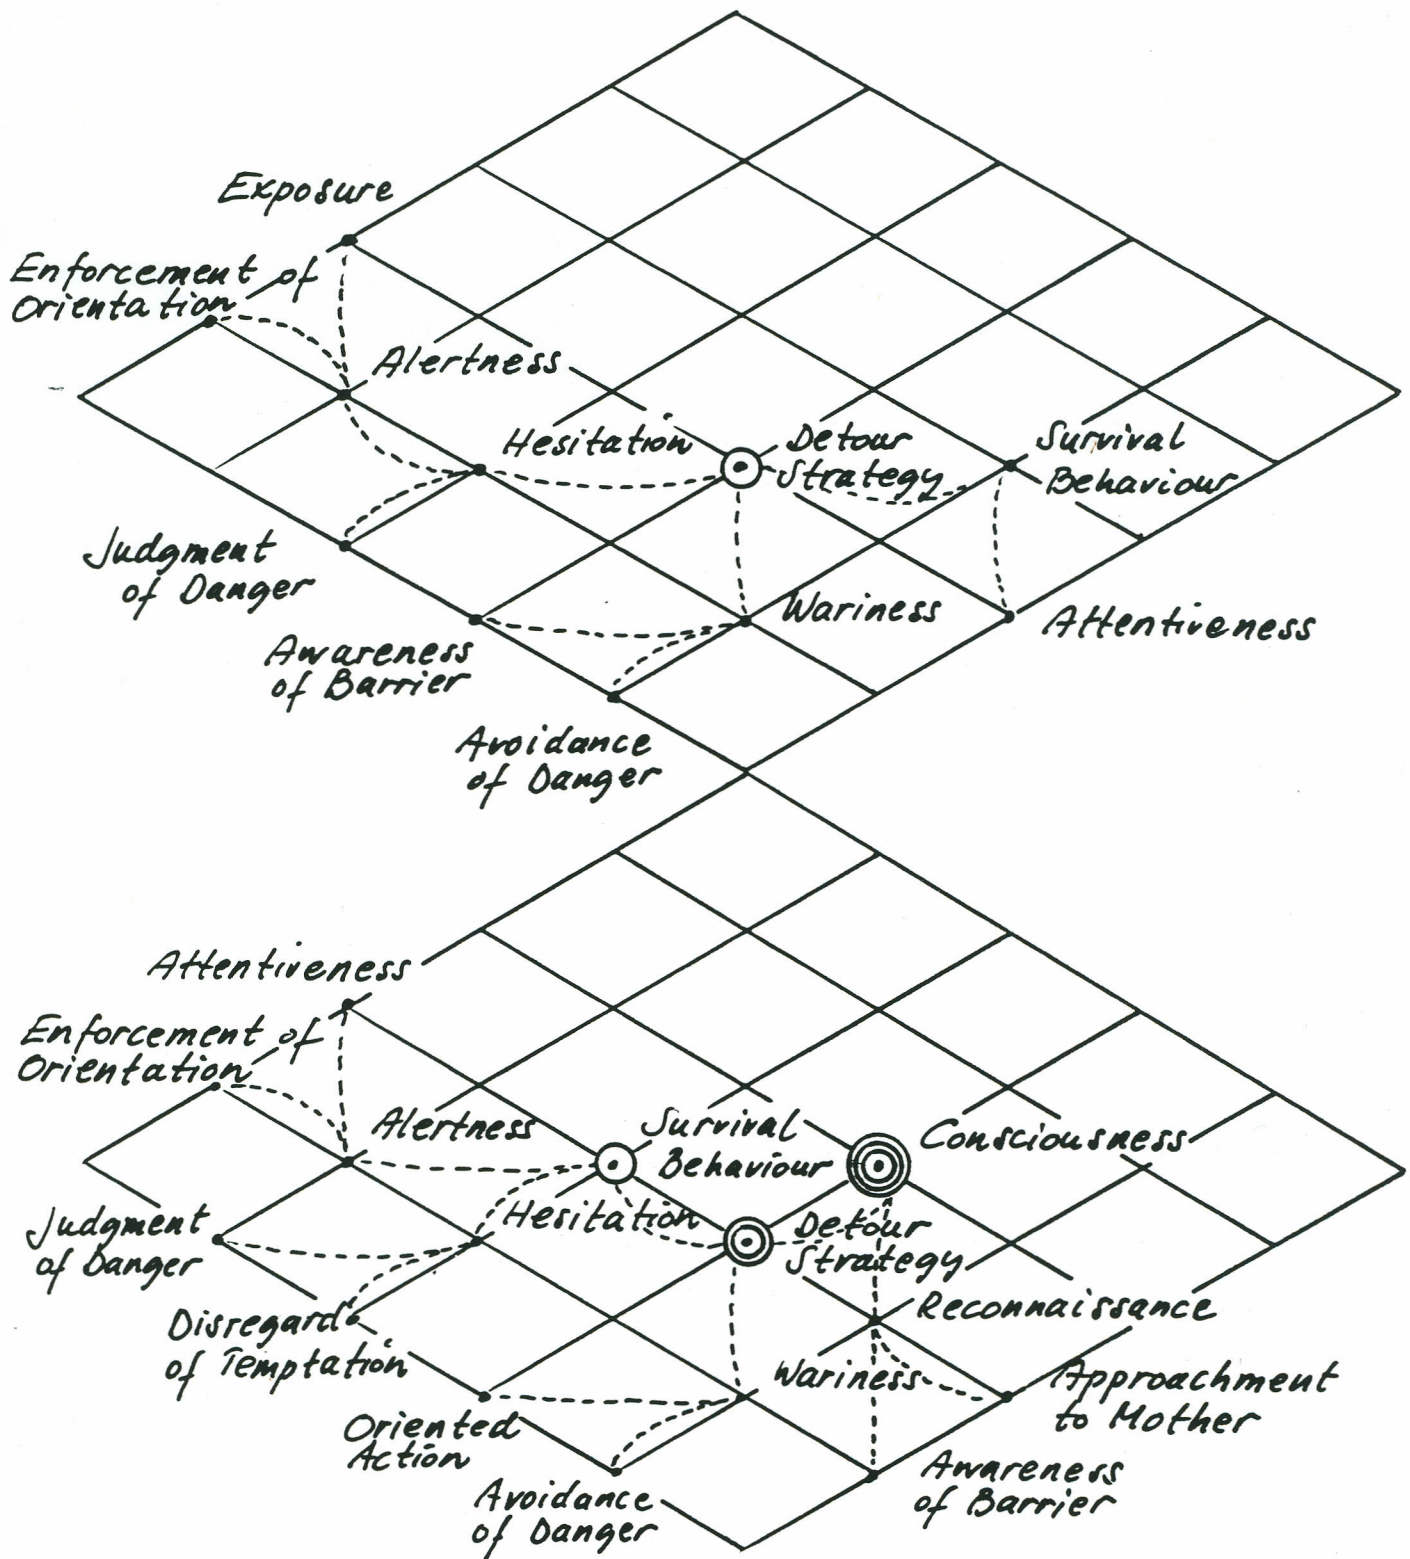 Exposure
Enforcement of
Orientation
Alertness
Hesitation
Detour
Strategy
Survival
Behaviour
Judgment
of Danger
Wariness
Attentiveness
Awareness
of Barrier
Avoidance
of Danger
Attentiveness
Enforcement of
Orientation
Alertness
Survival
Behaviour
Consciousness
Hesitation
Detour
Strategy
Judgment
of Danger
Reconnaissance
Disregard
of Temptation
Wariness
Approachment
to Mother
Oriented
Action
Awareness
of Barrier
Avoidance
of Danger